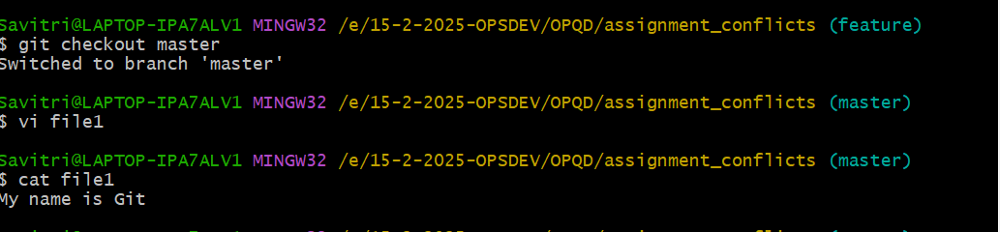 Savitri@LAPTOP-IPA7ALV1 MINGW32 /e/15-2-2025-OPSDEV/OPQD/assignment_conflicts (feature)
$ git checkout master
Switched to branch 'master'
Savitri@LAPTOP-IPA7ALV1 MINGW32 /e/15-2-2025-OPSDEV/OPQD/assignment_conflicts (master)
$ vi file1
Savitri@LAPTOP-IPA7ALV1 MINGW32 /e/15-2-2025-OPSDEV/OPQD/assignment_conflicts (master)
$ cat file1
My name is Git